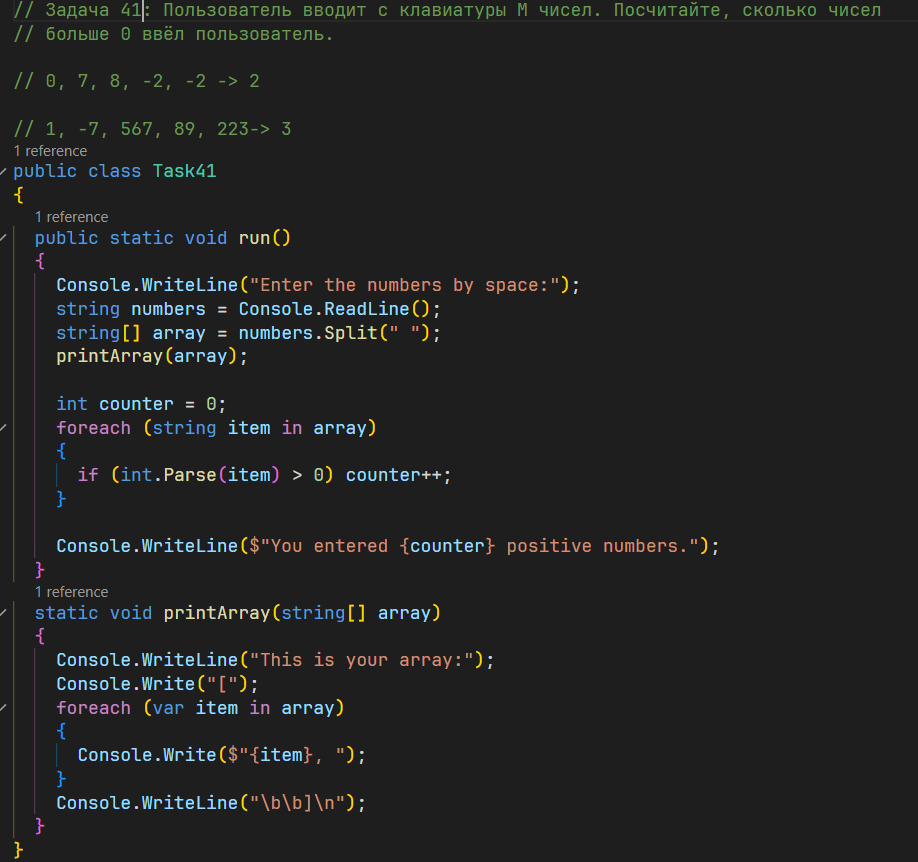 // Задача 41: Пользователь вводит с клавиатуры M чисел. Посчитайте, сколько чисел
// больше 0 ввёл пользователь.
// 0, 7, 8, -2, -2 -> 2
// 1, -7, 567, 89, 223-> 3
1 reference
public class Task41
{
1 reference
public static void run()
{
Console.WriteLine("Enter the numbers by space:");
string numbers = Console.ReadLine();
string[] array = numbers.Split(" ");
printArray(array);
int counter = 0;
foreach (string item in array)
{
if (int.Parse(item) > 0) counter++;
}
Console.WriteLine($"You entered {counter} positive numbers.");
}
1 reference
static void printArray(string[] array)
{
Console.WriteLine("This is your array:");
Console.Write("[");
foreach (var item in array)
{
Console.Write($"{item}, ");
}
Console.WriteLine("\b\b]\n");
}
}